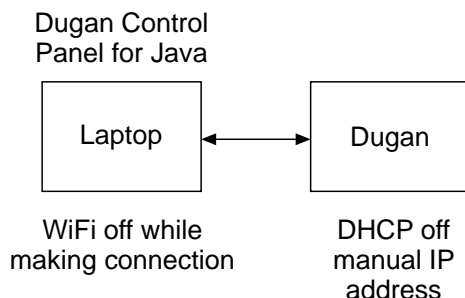 Dugan Control
Panel for Java
Laptop
Dugan
WiFi off while
making connection
DHCP off
manual IP
address